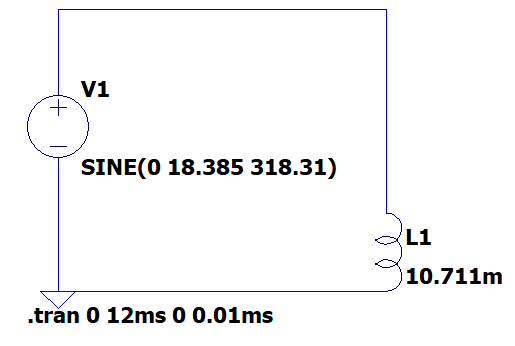 V1
SINE(0 18.385 318.31)
L1
10.711m
.tran 0 12ms 0 0.01ms